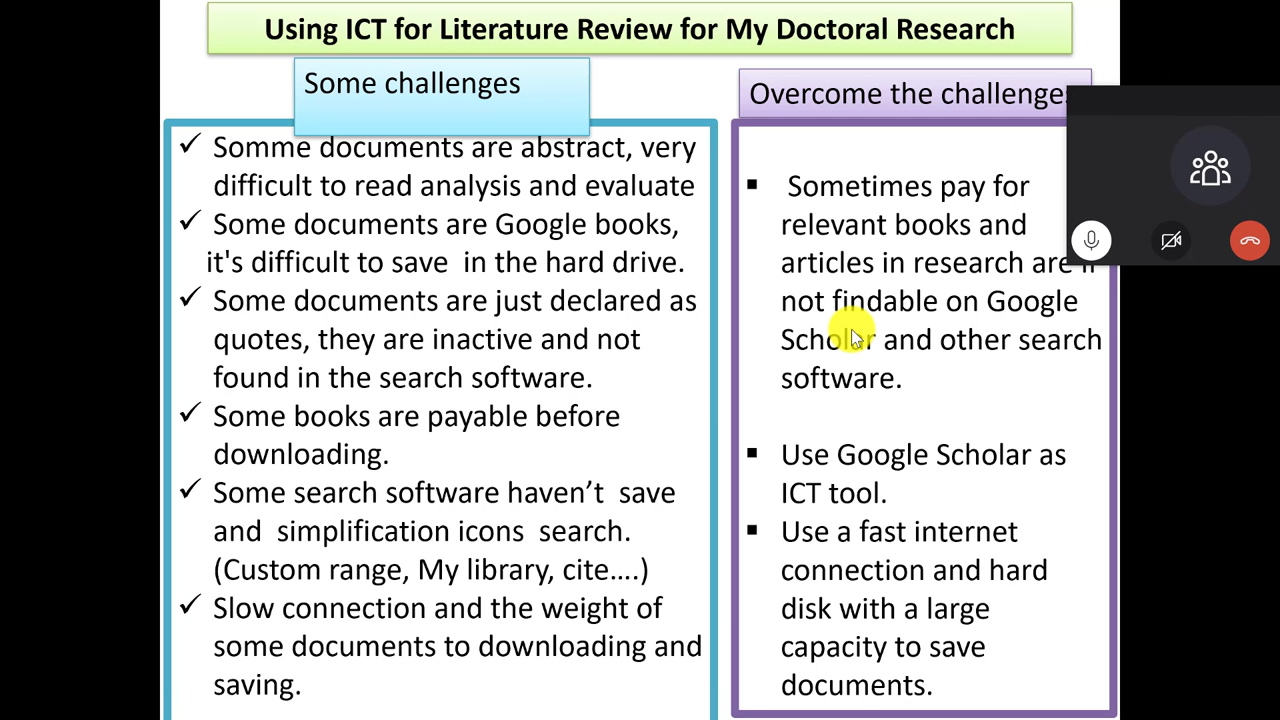 Using ICT for Literature Review for My Doctoral Research
Some challenges
Somme documents are abstract, very
difficult to read analysis and evaluate
Some documents are Google books,
it's difficult to save in the hard drive.
Some documents are just declared as
quotes, they are inactive and not
found in the search software.
Some books are payable before
downloading.
Some search software haven’t save
and simplification icons search.
(Custom range, My library, cite….)
Slow connection and the weight of
some documents to downloading and
saving.
Overcome the challenges
Sometimes pay for
relevant books and
articles in research are if
not findable on Google
Scholar and other search
software.
Use Google Scholar as
ICT tool.
Use a fast internet
connection and hard
disk with a large
capacity to save
documents.